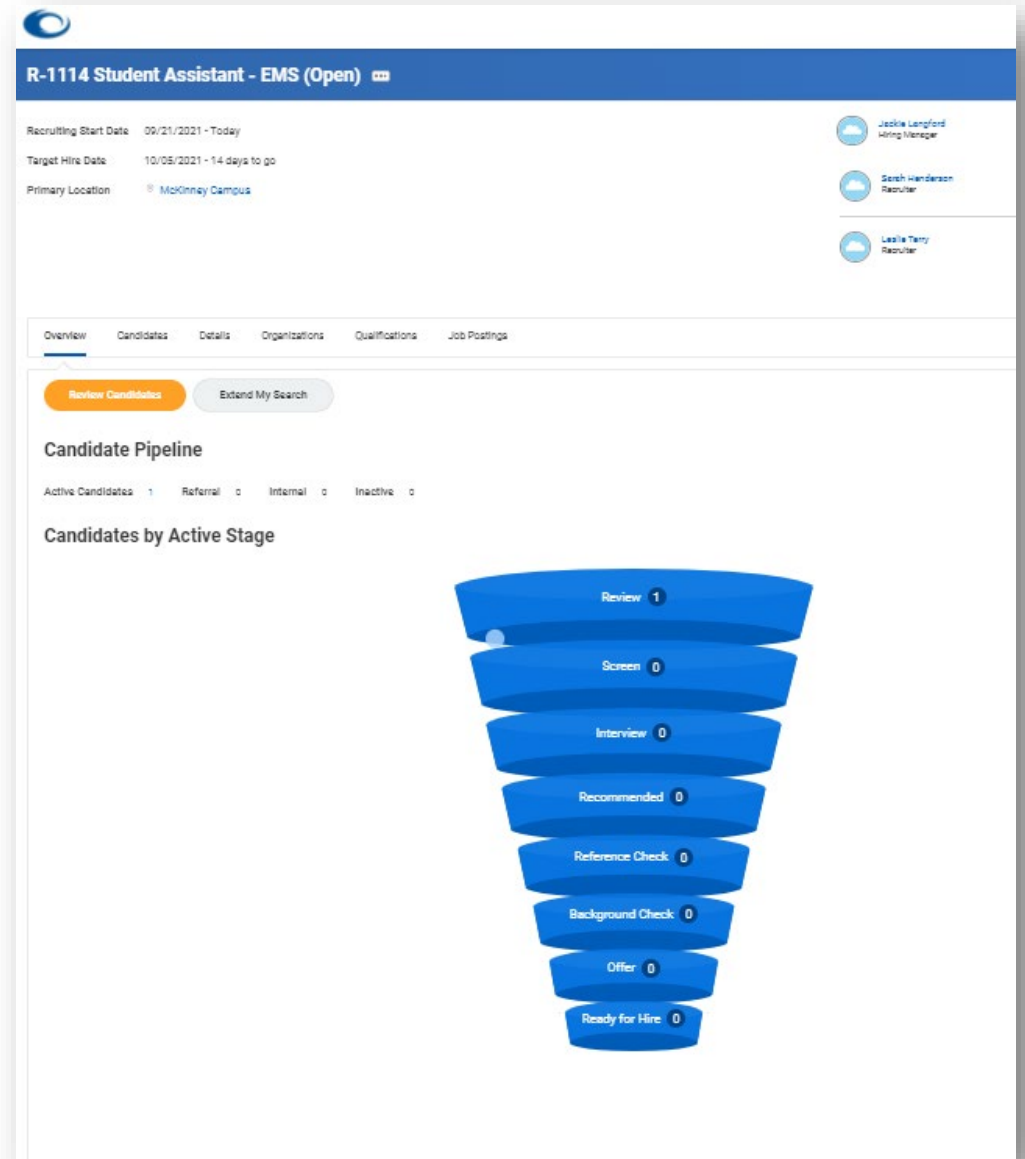 R-1114 Student Assistant - EMS (Open)
Recruiting Start Date 09/21/2021 - Today
Target Hire Date 10/05/2021 - 14 days to go
Primary Location McKinney Campus
Jackie Langford
Hiring Manager
Sarah Henderson
Recruiter
Leslie Terry
Recruiter
Overview Candidates Details Organizations Qualifications Job Postings
Review Candidates Extend My Search
Candidate Pipeline
Active Candidates 1 Referral 0 Internal 0 Inactive 0
Candidates by Active Stage
Review 1
Screen 0
Interview 0
Recommended 0
Reference Check 0
Background Check 0
Offer 0
Ready for Hire 0